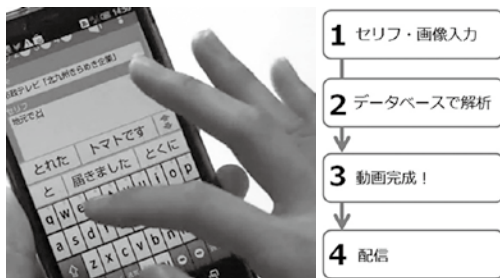 14:30
テレビ「北九州きらめき企業」
セリフ
地元でと
とれた トマトです
と 届きました とくに
q w e u i o p
a s d
z x c v b n m
1 セリフ・画像入力
2 データベースで解析
3 動画完成！
4 配信